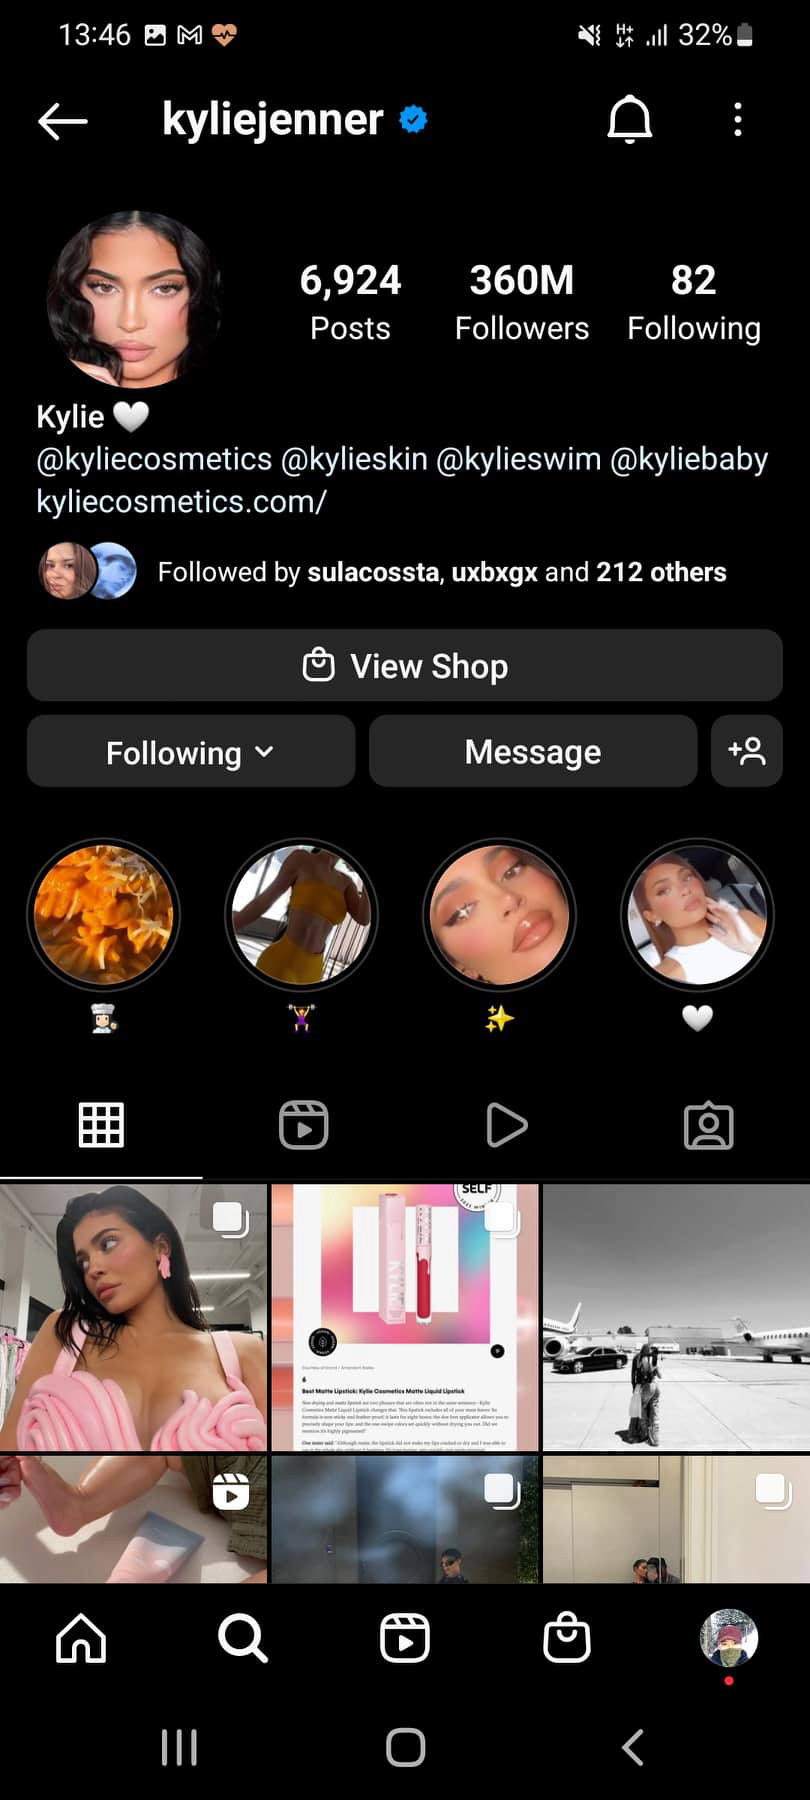 13:46 32%
kyliejenner
6,924 360M 82
Posts Followers Following
Kylie 🤍
@kyliecosmetics @kylieskin @kylieswim @kyliebaby
kyliecosmetics.com/
Followed by sulacossta, uxbxgx and 212 others
View Shop
Following Message
SELF
Best Matte Lipstick: Kylie Cosmetics Matte Liquid Lipstick